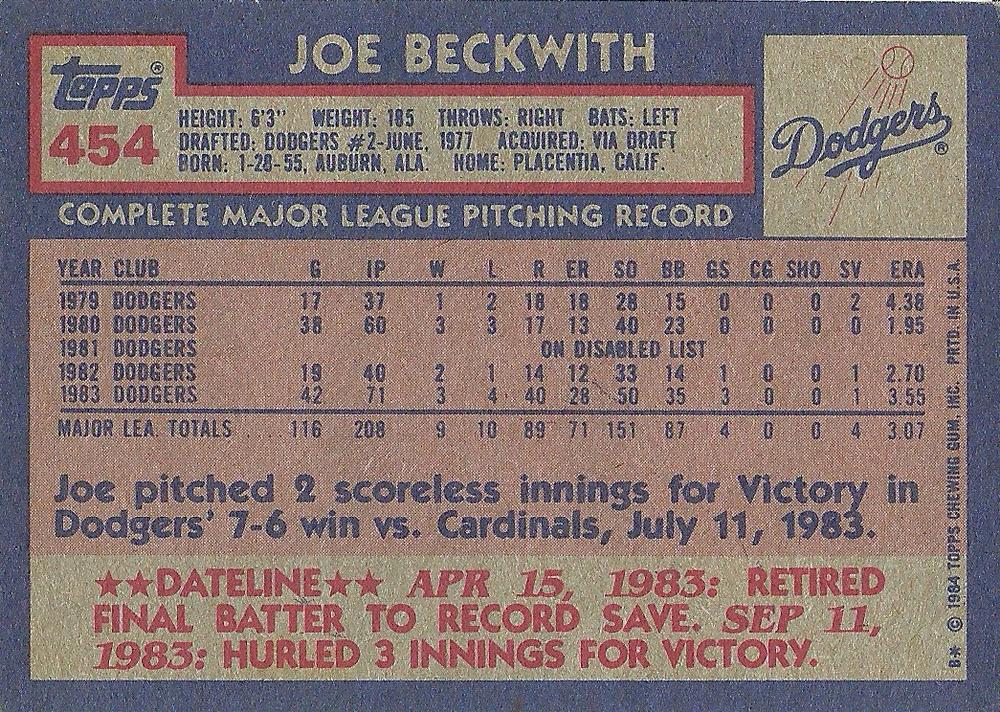 JOE BECKWITH
Topps®
454
HEIGHT: 6'3" WEIGHT: 185 THROWS: RIGHT BATS: LEFT
DRAFTED: DODGERS #2-JUNE, 1977 ACQUIRED: VIA DRAFT
BORN: 1-28-55, AUBURN, ALA. HOME: PLACENTIA, CALIF.
Dodgers®
COMPLETE MAJOR LEAGUE PITCHING RECORD
YEAR CLUB G IP W L R ER SO BB GS CG SHO SV ERA
1979 DODGERS 17 37 1 2 18 18 28 15 0 0 0 2 4.38
1980 DODGERS 38 60 3 3 17 13 40 23 0 0 0 0 1.95
1981 DODGERS ON DISABLED LIST
1982 DODGERS 19 40 2 1 14 12 33 14 1 0 0 1 2.70
1983 DODGERS 42 71 3 4 40 28 50 35 3 0 0 1 3.55
MAJOR LEA. TOTALS 116 208 9 10 89 71 151 87 4 0 0 4 3.07
Joe pitched 2 scoreless innings for Victory in
Dodgers' 7-6 win vs. Cardinals, July 11, 1983.
★★DATELINE★★ APR 15, 1983: RETIRED
FINAL BATTER TO RECORD SAVE. SEP 11,
1983: HURLED 3 INNINGS FOR VICTORY.
B* © 1984 TOPPS CHEWING GUM, INC. PRTD. IN U.S.A.